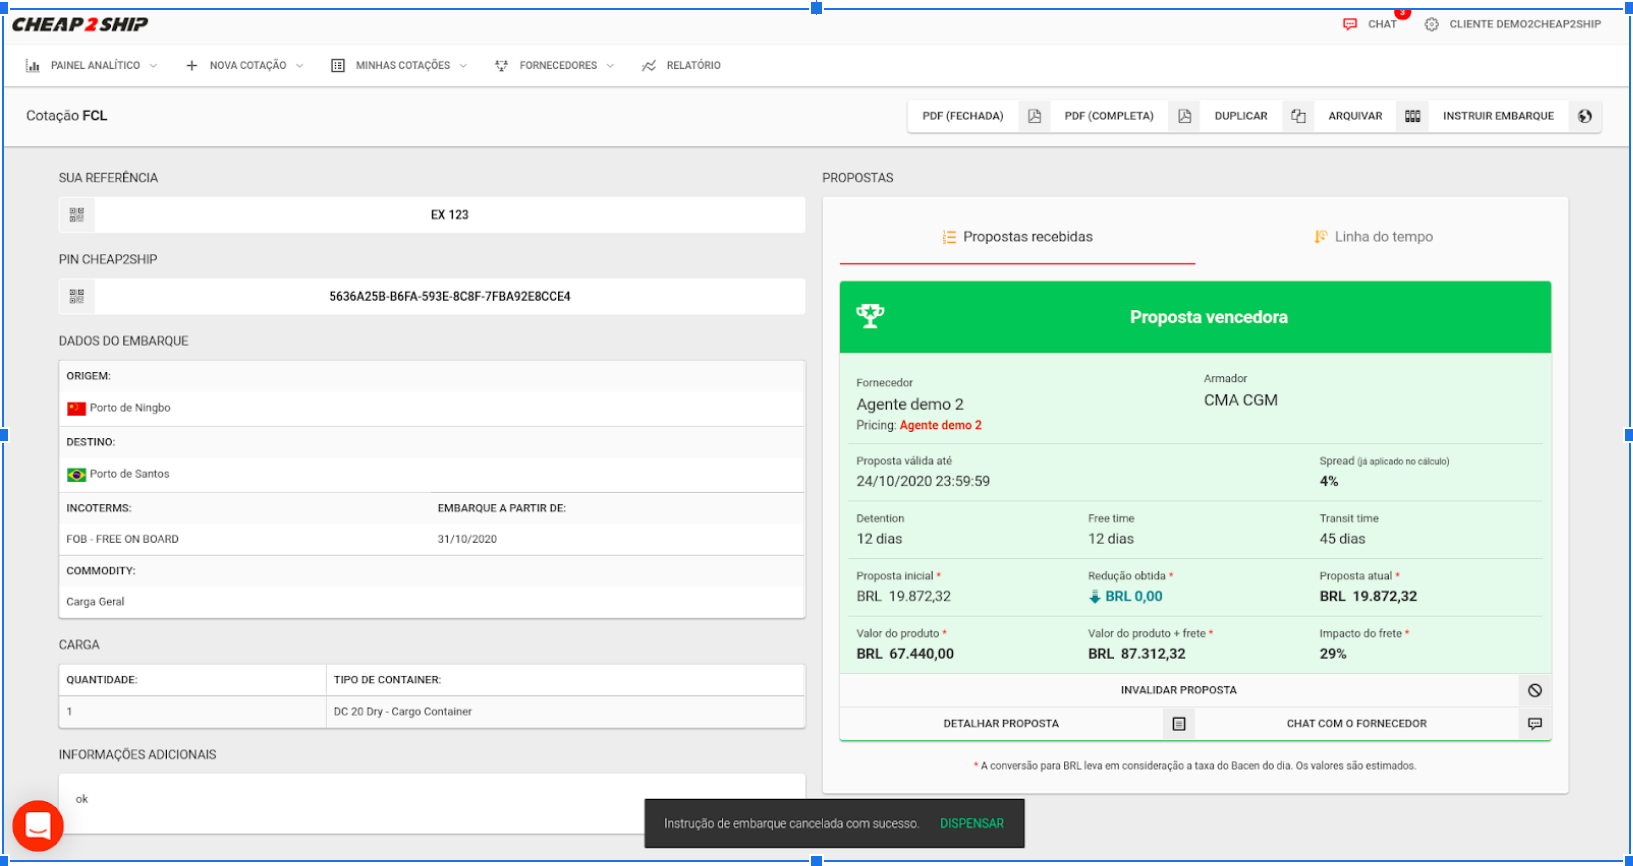 CHEAP2SHIP
CHAT 3
CLIENTE DEMO2CHEAP2SHIP
PAINEL ANALÍTICO
NOVA COTAÇÃO
MINHAS COTAÇÕES
FORNECEDORES
RELATÓRIO
Cotação FCL
PDF (FECHADA)
PDF (COMPLETA)
DUPLICAR
ARQUIVAR
INSTRUIR EMBARQUE
SUA REFERÊNCIA
EX 123
PIN CHEAP2SHIP
5636A25B-B6FA-593E-8C8F-7FBA92E8CCE4
DADOS DO EMBARQUE
ORIGEM:
Porto de Ningbo
DESTINO:
Porto de Santos
INCOTERMS: EMBARQUE A PARTIR DE:
FOB - FREE ON BOARD 31/10/2020
COMMODITY:
Carga Geral
CARGA
QUANTIDADE: TIPO DE CONTAINER:
1 DC 20 Dry - Cargo Container
INFORMAÇÕES ADICIONAIS
ok
PROPOSTAS
Propostas recebidas
Linha do tempo
Proposta vencedora
Fornecedor
Agente demo 2
Pricing: Agente demo 2
Armador
CMA CGM
Proposta válida até
24/10/2020 23:59:59
Spread (já aplicado no cálculo)
4%
Detention Free time Transit time
12 dias 12 dias 45 dias
Proposta inicial * Redução obtida * Proposta atual *
BRL 19.872,32 BRL 0,00 BRL 19.872,32
Valor do produto * Valor do produto + frete * Impacto do frete *
BRL 67.440,00 BRL 87.312,32 29%
INVALIDAR PROPOSTA
DETALHAR PROPOSTA
CHAT COM O FORNECEDOR
* A conversão para BRL leva em consideração a taxa do Bacen do dia. Os valores são estimados.
Instrução de embarque cancelada com sucesso. DISPENSAR